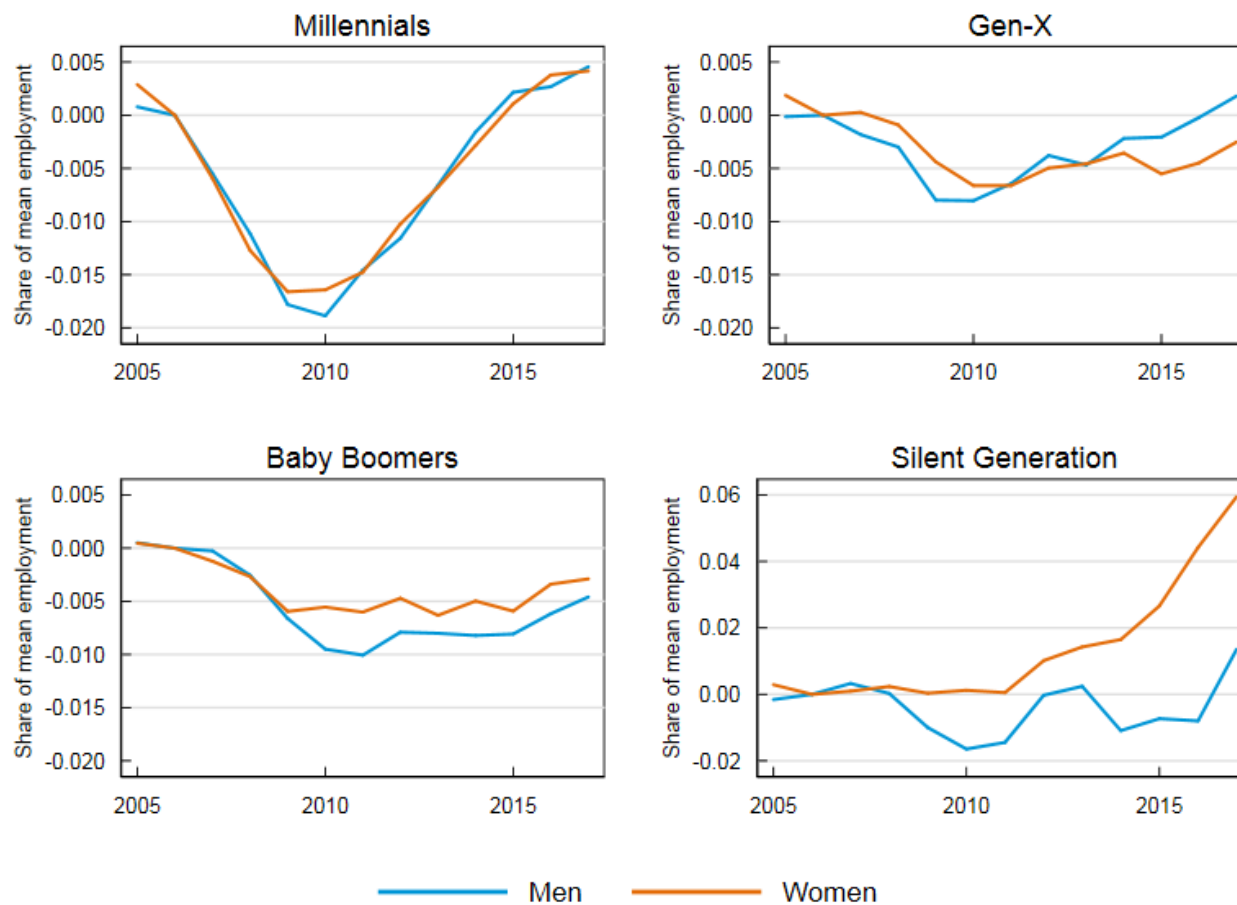 Millennials
Share of mean employment
0.005
0.000
-0.005
-0.010
-0.015
-0.020
2005 2010 2015
Gen-X
Share of mean employment
0.005
0.000
-0.005
-0.010
-0.015
-0.020
2005 2010 2015
Baby Boomers
Share of mean employment
0.005
0.000
-0.005
-0.010
-0.015
-0.020
2005 2010 2015
Silent Generation
Share of mean employment
0.06
0.04
0.02
0.00
-0.02
2005 2010 2015
Men Women